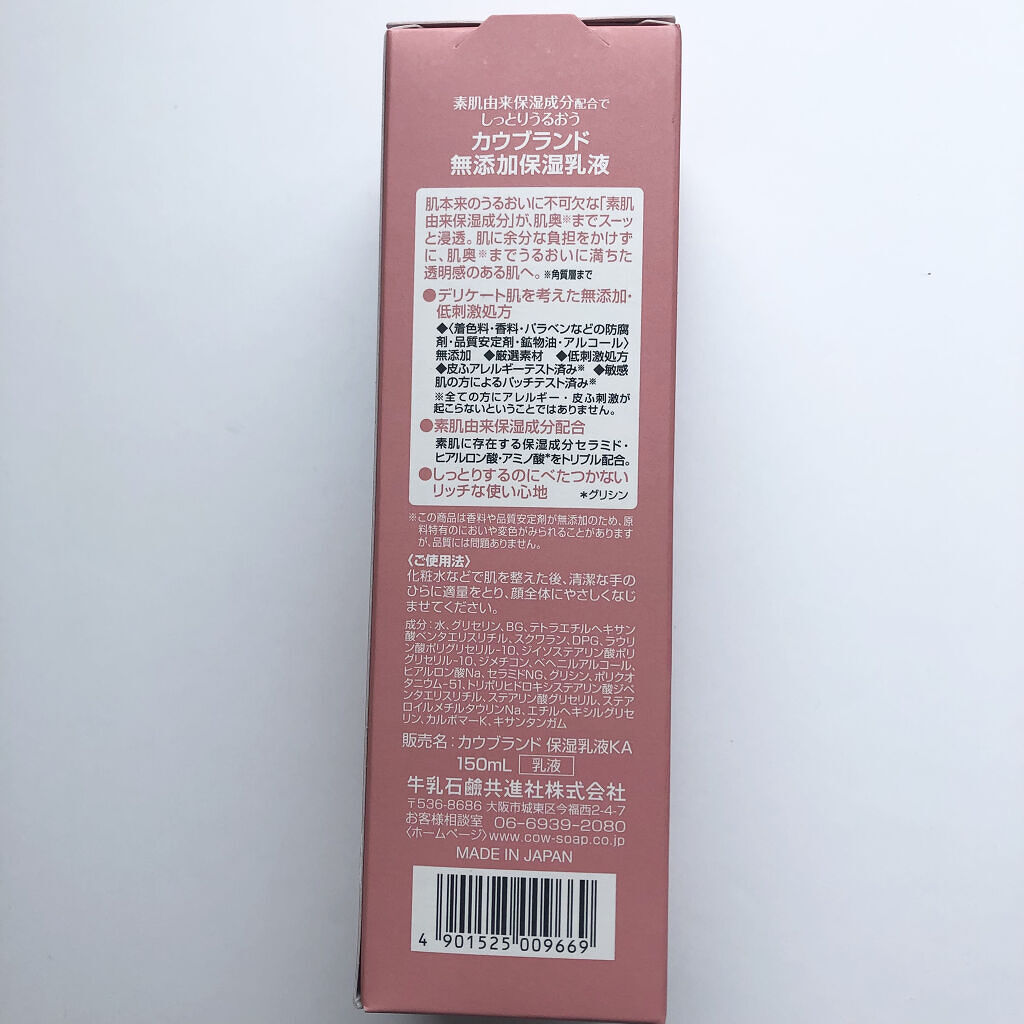 素肌由来保湿成分配合で
しっとりうるおう
カウブランド
無添加保湿乳液
肌本来のうるおいに不可欠な「素肌
由来保湿成分」が、肌奥※までスーッ
と浸透。肌に余分な負担をかけず
に、肌奥※までうるおいに満ちた
透明感のある肌へ。※角質層まで
●デリケート肌を考えた無添加・
低刺激処方
◆〈着色料・香料・パラベンなどの防腐
剤・品質安定剤・鉱物油・アルコール〉
無添加 ◆厳選素材 ◆低刺激処方
◆皮ふアレルギーテスト済み※ ◆敏感
肌の方によるパッチテスト済み※
※全ての方にアレルギー・皮ふ刺激が
起こらないということではありません。
●素肌由来保湿成分配合
素肌に存在する保湿成分セラミド・
ヒアルロン酸・アミノ酸*をトリプル配合。
●しっとりするのにべたつかない
リッチな使い心地 *グリシン
※この商品は香料や品質安定剤が無添加のため、原
料特有のにおいや変色がみられることがあります
が、品質には問題ありません。
〈ご使用法〉
化粧水などで肌を整えた後、清潔な手の
ひらに適量をとり、顔全体にやさしくなじ
ませてください。
成分：水、グリセリン、BG、テトラエチルヘキサン
酸ペンタエリスリチル、スクワラン、DPG、ラウリ
ン酸ポリグリセリル-10、ジイソステアリン酸ポリ
グリセリル-10、ジメチコン、ベヘニルアルコール、
ヒアルロン酸Na、セラミドNG、グリシン、ポリクオ
タニウム-51、トリポリヒドロキシステアリン酸ジペ
ンタエリスリチル、ステアリン酸グリセリル、ステア
ロイルメチルタウリンNa、エチルヘキシルグリセ
リン、カルボマーK、キサンタンガム
販売名：カウブランド 保湿乳液KA
150mL 乳液
牛乳石鹸共進社株式会社
〒536-8686 大阪市城東区今福西2-4-7
お客様相談室 06-6939-2080
〈ホームページ〉www.cow-soap.co.jp
MADE IN JAPAN
4 901525 009669